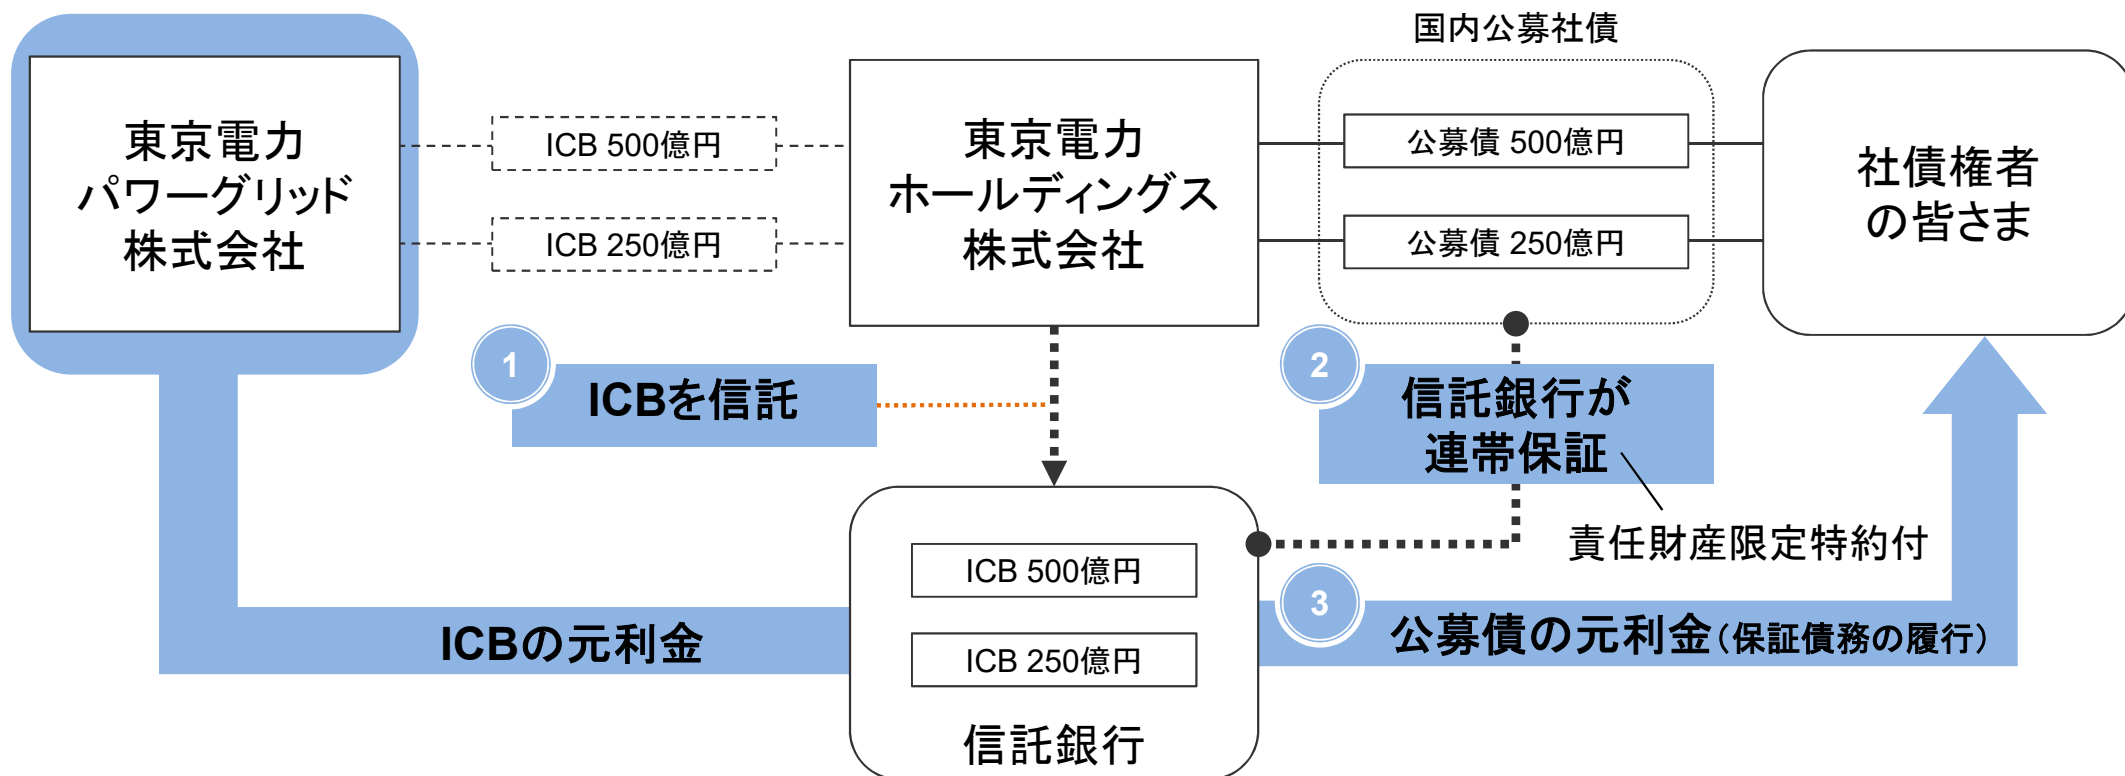 国内公募社債
東京電力
パワーグリッド
株式会社
ICB 500億円
ICB 250億円
東京電力
ホールディングス
株式会社
公募債 500億円
公募債 250億円
社債権者
の皆さま
1
ICBを信託
2
信託銀行が
連帯保証
責任財産限定特約付
ICB 500億円
ICB 250億円
信託銀行
ICBの元利金
3
公募債の元利金（保証債務の履行）